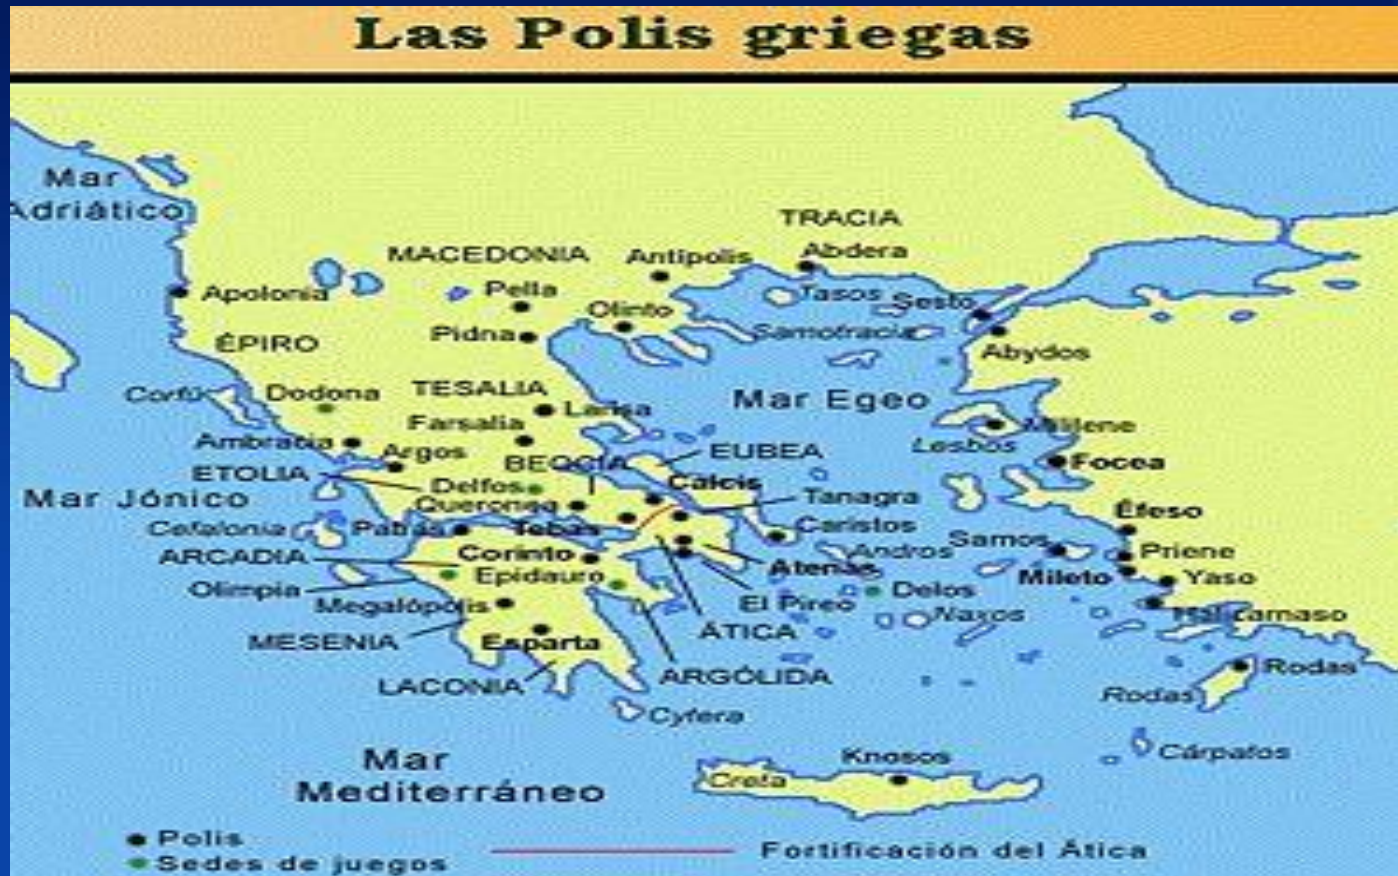 Las Polis griegas
Mar
Adriático
TRACIA
MACEDONIA
Antípolis
Abdera
Apolonia
Pella
Tasos
Sesto
Olinto
Pidna
Samofracia
ÉPIRO
Abydos
Corfú
Dodona
TESALIA
Larisa
Mar Egeo
Farsalia
Ambracia
Argos
Lesbos
EUBEA
BEOCIA
Focea
ETOLIA
Delfos
Calcis
Mar Jónico
Queronea
Tanagra
Cefalonia
Patras
Tebas
Caristos
Éfeso
ARCADIA
Corinto
Andros
Samos
Priene
Olimpia
Epidauro
Atenas
Mileto
Yaso
Megalópolis
El Pireo
Delos
Naxos
MESENIA
Esparta
ÁTICA
LACONIA
ARGÓLIDA
Rodas
Rodas
Cyfera
Mar
Mediterráneo
Knosos
Creta
Cárpatos
Polis
Sedes de juegos
Fortificación del Ática